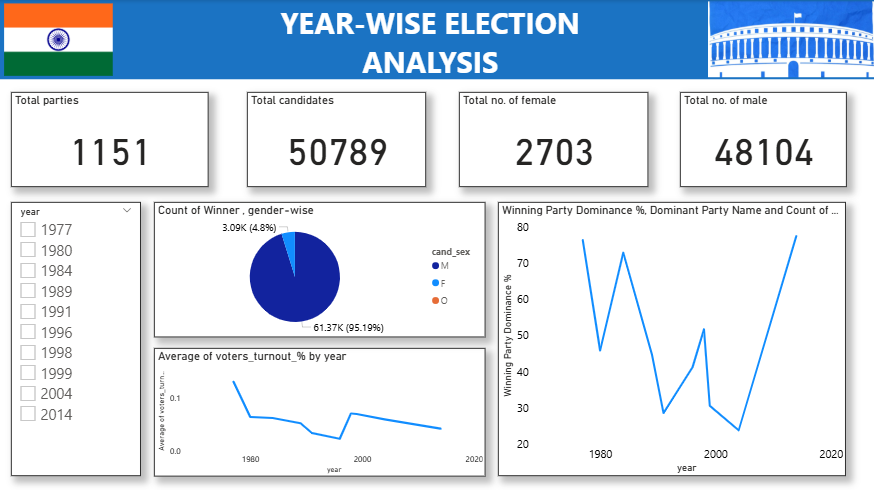 YEAR-WISE ELECTION
ANALYSIS
Total parties
1151
Total candidates
50789
Total no. of female
2703
Total no. of male
48104
year
1977
1980
1984
1989
1991
1996
1998
1999
2004
2014
Count of Winner , gender-wise
3.09K (4.8%)
61.37K (95.19%)
cand_sex
M
F
O
Average of voters_turnout_% by year
Average of voters_turn...
0.1
0.0
1980
2000
2020
year
Winning Party Dominance %, Dominant Party Name and Count of ...
Winning Party Dominance %
80
70
60
50
40
30
20
1980
2000
2020
year